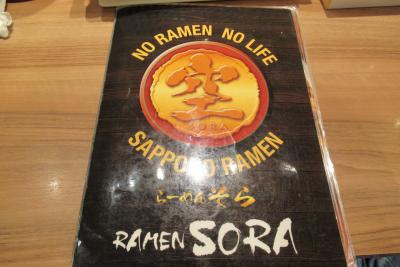 NO RAMEN NO LIFE
空
SORA
SAPPORO RAMEN
らーめん そら
RAMEN SORA